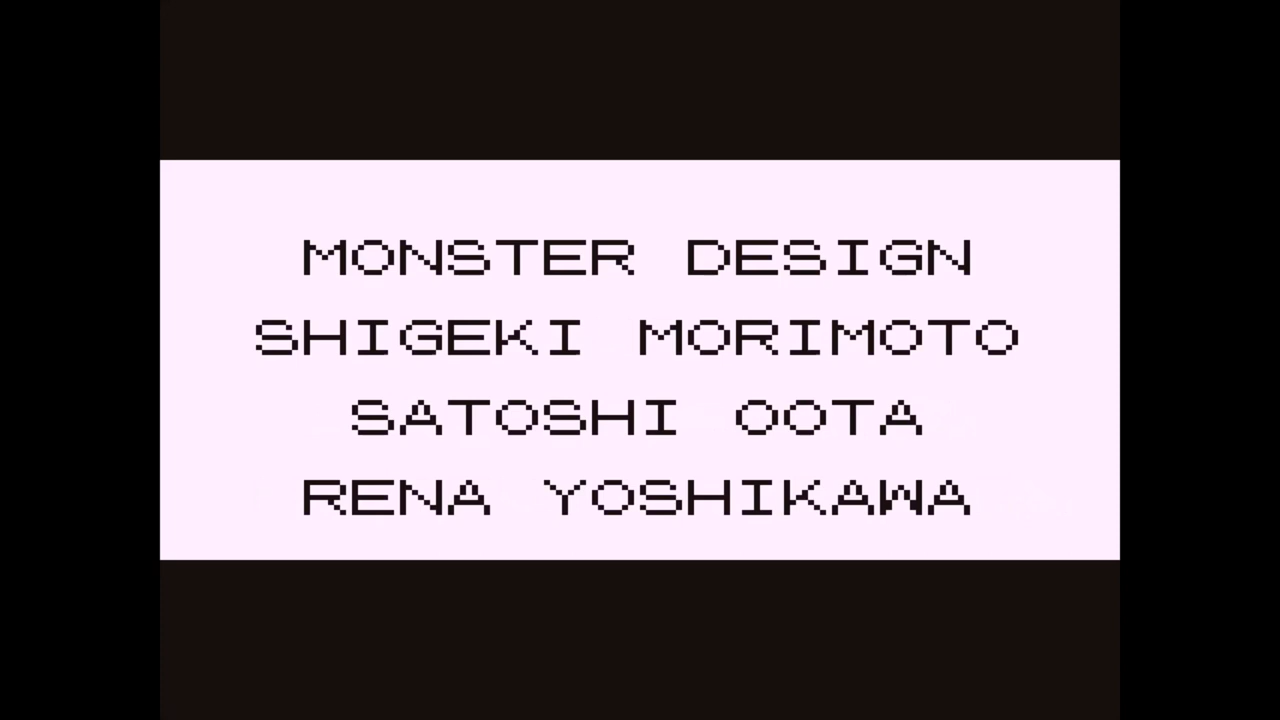 MONSTER DESIGN
SHIGEKI MORIMOTO
SATOSHI OOTA
RENA YOSHIKAWA